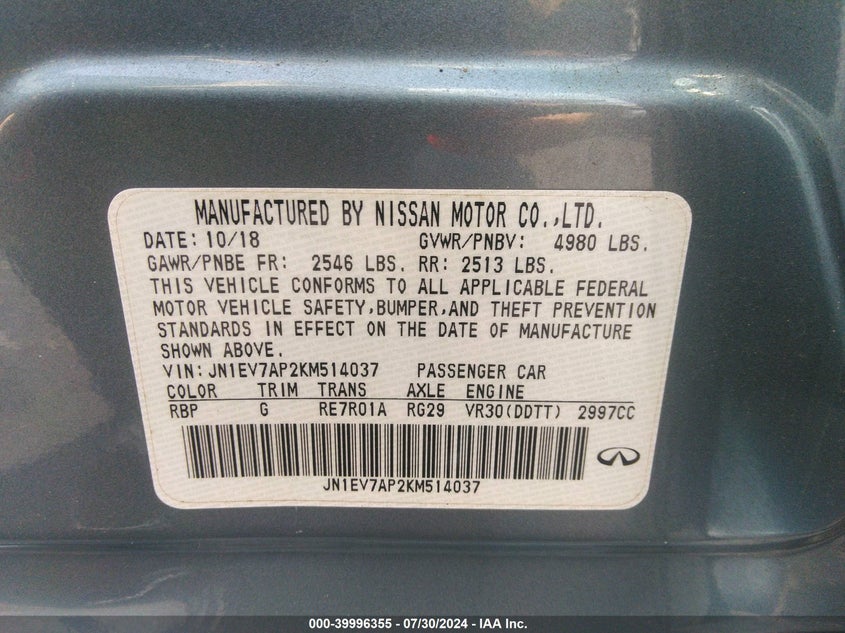 MANUFACTURED BY NISSAN MOTOR CO.,LTD.
DATE: 10/18 GVWR/PNBV: 4980 LBS.
GAWR/PNBE FR: 2546 LBS. RR: 2513 LBS.
THIS VEHICLE CONFORMS TO ALL APPLICABLE FEDERAL
MOTOR VEHICLE SAFETY,BUMPER,AND THEFT PREVENTION
STANDARDS IN EFFECT ON THE DATE OF MANUFACTURE
SHOWN ABOVE.
VIN: JN1EV7AP2KM514037 PASSENGER CAR
COLOR TRIM TRANS AXLE ENGINE
RBP G RE7R01A RG29 VR30(DDTT) 2997CC
JN1EV7AP2KM514037
000-39996355 - 07/30/2024 - IAA Inc.